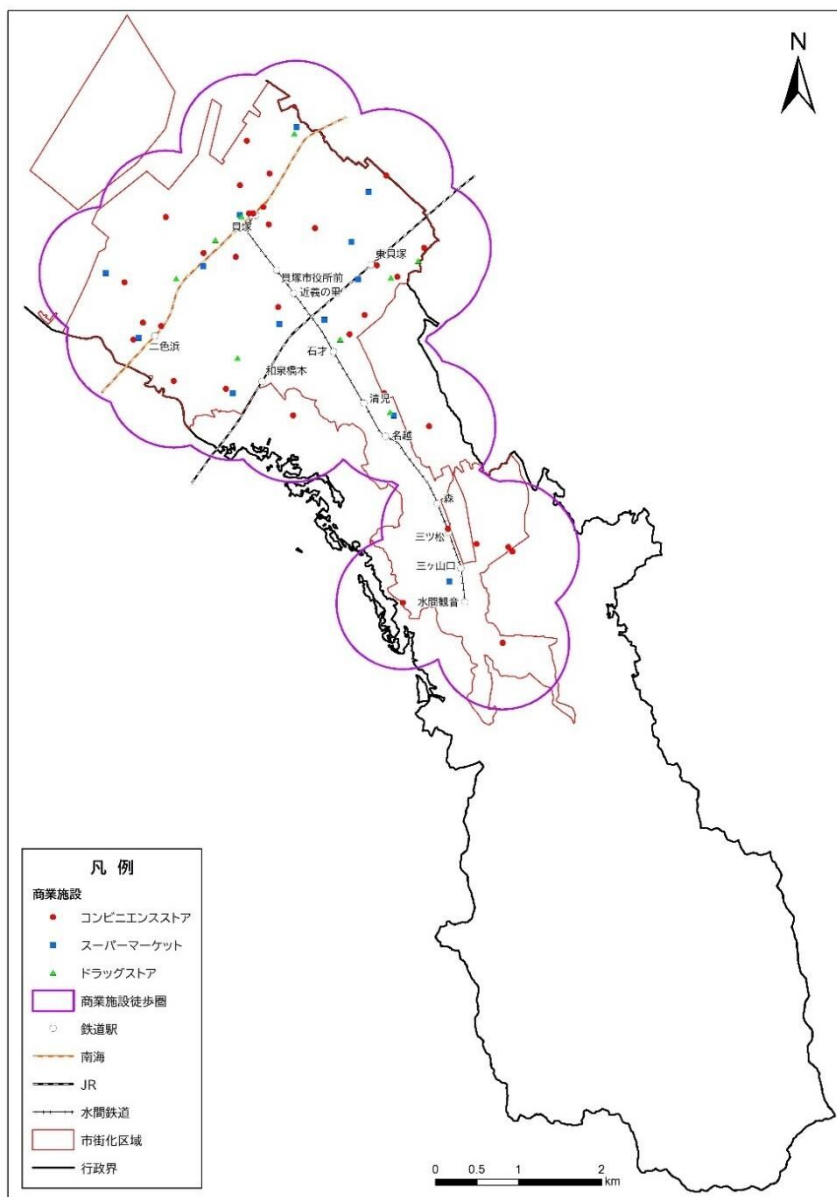 N
貝塚
東貝塚
貝塚市役所前
近義の里
二色浜
石才
和泉橋本
清児
名越
森
三ツ松
三ヶ山口
水間観音
凡 例
商業施設
コンビニエンスストア
スーパーマーケット
ドラッグストア
商業施設徒歩圏
鉄道駅
南海
JR
水間鉄道
市街化区域
行政界
0 0.5 1 2
km